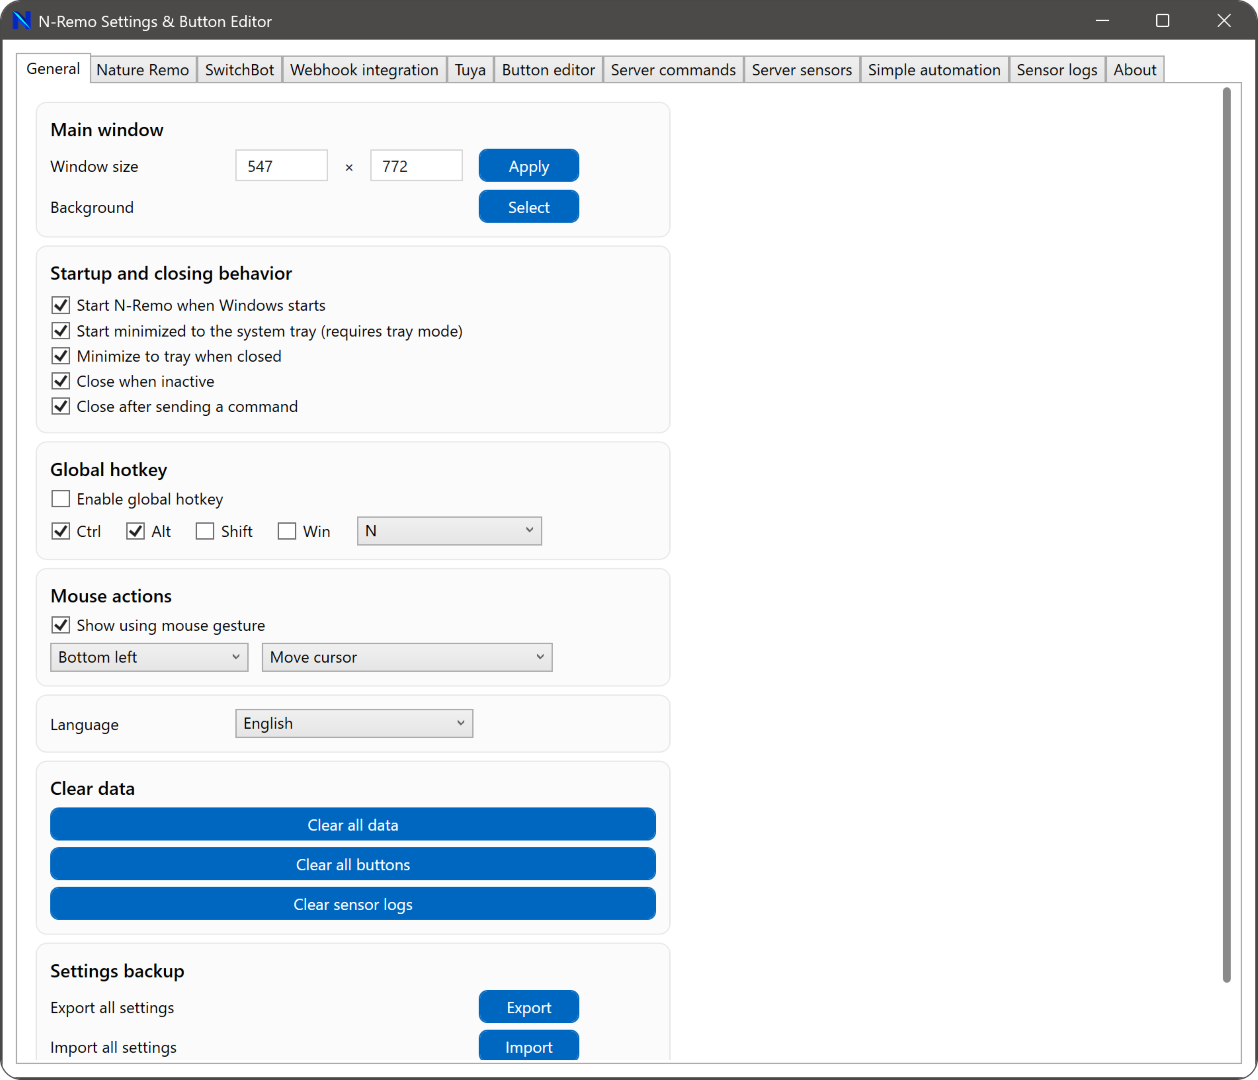 N-Remo Settings & Button Editor
General Nature Remo SwitchBot Webhook integration Tuya Button editor Server commands Server sensors Simple automation Sensor logs About
Main window
Window size 547 × 772 Apply
Background Select
Startup and closing behavior
Start N-Remo when Windows starts
Start minimized to the system tray (requires tray mode)
Minimize to tray when closed
Close when inactive
Close after sending a command
Global hotkey
Enable global hotkey
Ctrl Alt Shift Win N
Mouse actions
Show using mouse gesture
Bottom left Move cursor
Language English
Clear data
Clear all data
Clear all buttons
Clear sensor logs
Settings backup
Export all settings Export
Import all settings Import